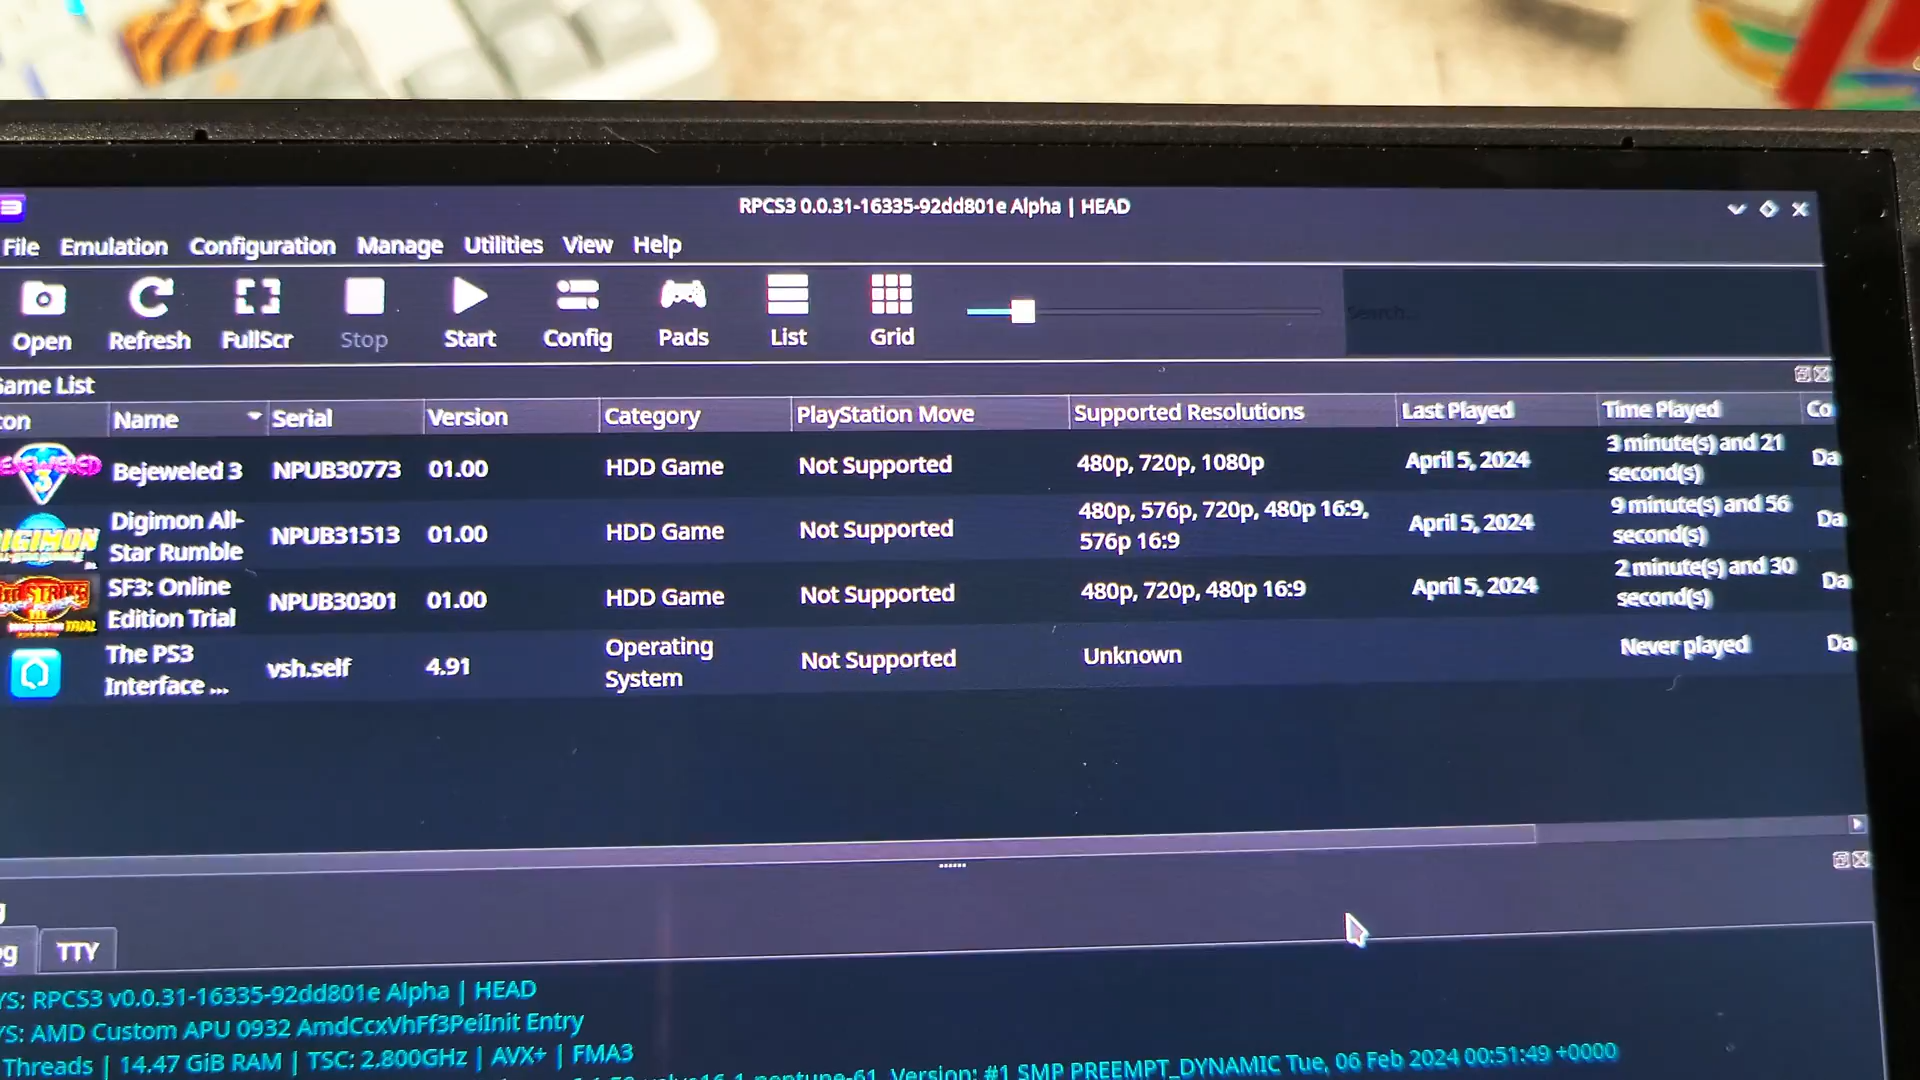 RPCS3 0.0.31-16335-92dd801e Alpha | HEAD
File Emulation Configuration Manage Utilities View Help
Open Refresh FullScr Stop Start Config Pads List Grid
Search...
Game List
Name Serial Version Category PlayStation Move Supported Resolutions Last Played Time Played Co
Bejeweled 3 NPUB30773 01.00 HDD Game Not Supported 480p, 720p, 1080p April 5, 2024 3 minute(s) and 21
second(s) Da
Digimon All- NPUB31513 01.00 HDD Game Not Supported 480p, 576p, 720p, 480p 16:9, April 5, 2024 9 minute(s) and 56 Da
Star Rumble 576p 16:9 second(s)
SF3: Online NPUB30301 01.00 HDD Game Not Supported 480p, 720p, 480p 16:9 April 5, 2024 2 minute(s) and 30 Da
Edition Trial second(s)
The PS3 vsh.self 4.91 Operating Not Supported Unknown Never played Da
Interface ... System
TTY
YS: RPCS3 v0.0.31-16335-92dd801e Alpha | HEAD
YS: AMD Custom APU 0932 AmdCcxVhFf3PeiInit Entry
Threads | 14.47 GiB RAM | TSC: 2.800GHz | AVX+ | FMA3
Version: #1 SMP PREEMPT_DYNAMIC Tue, 06 Feb 2024 00:51:49 +0000